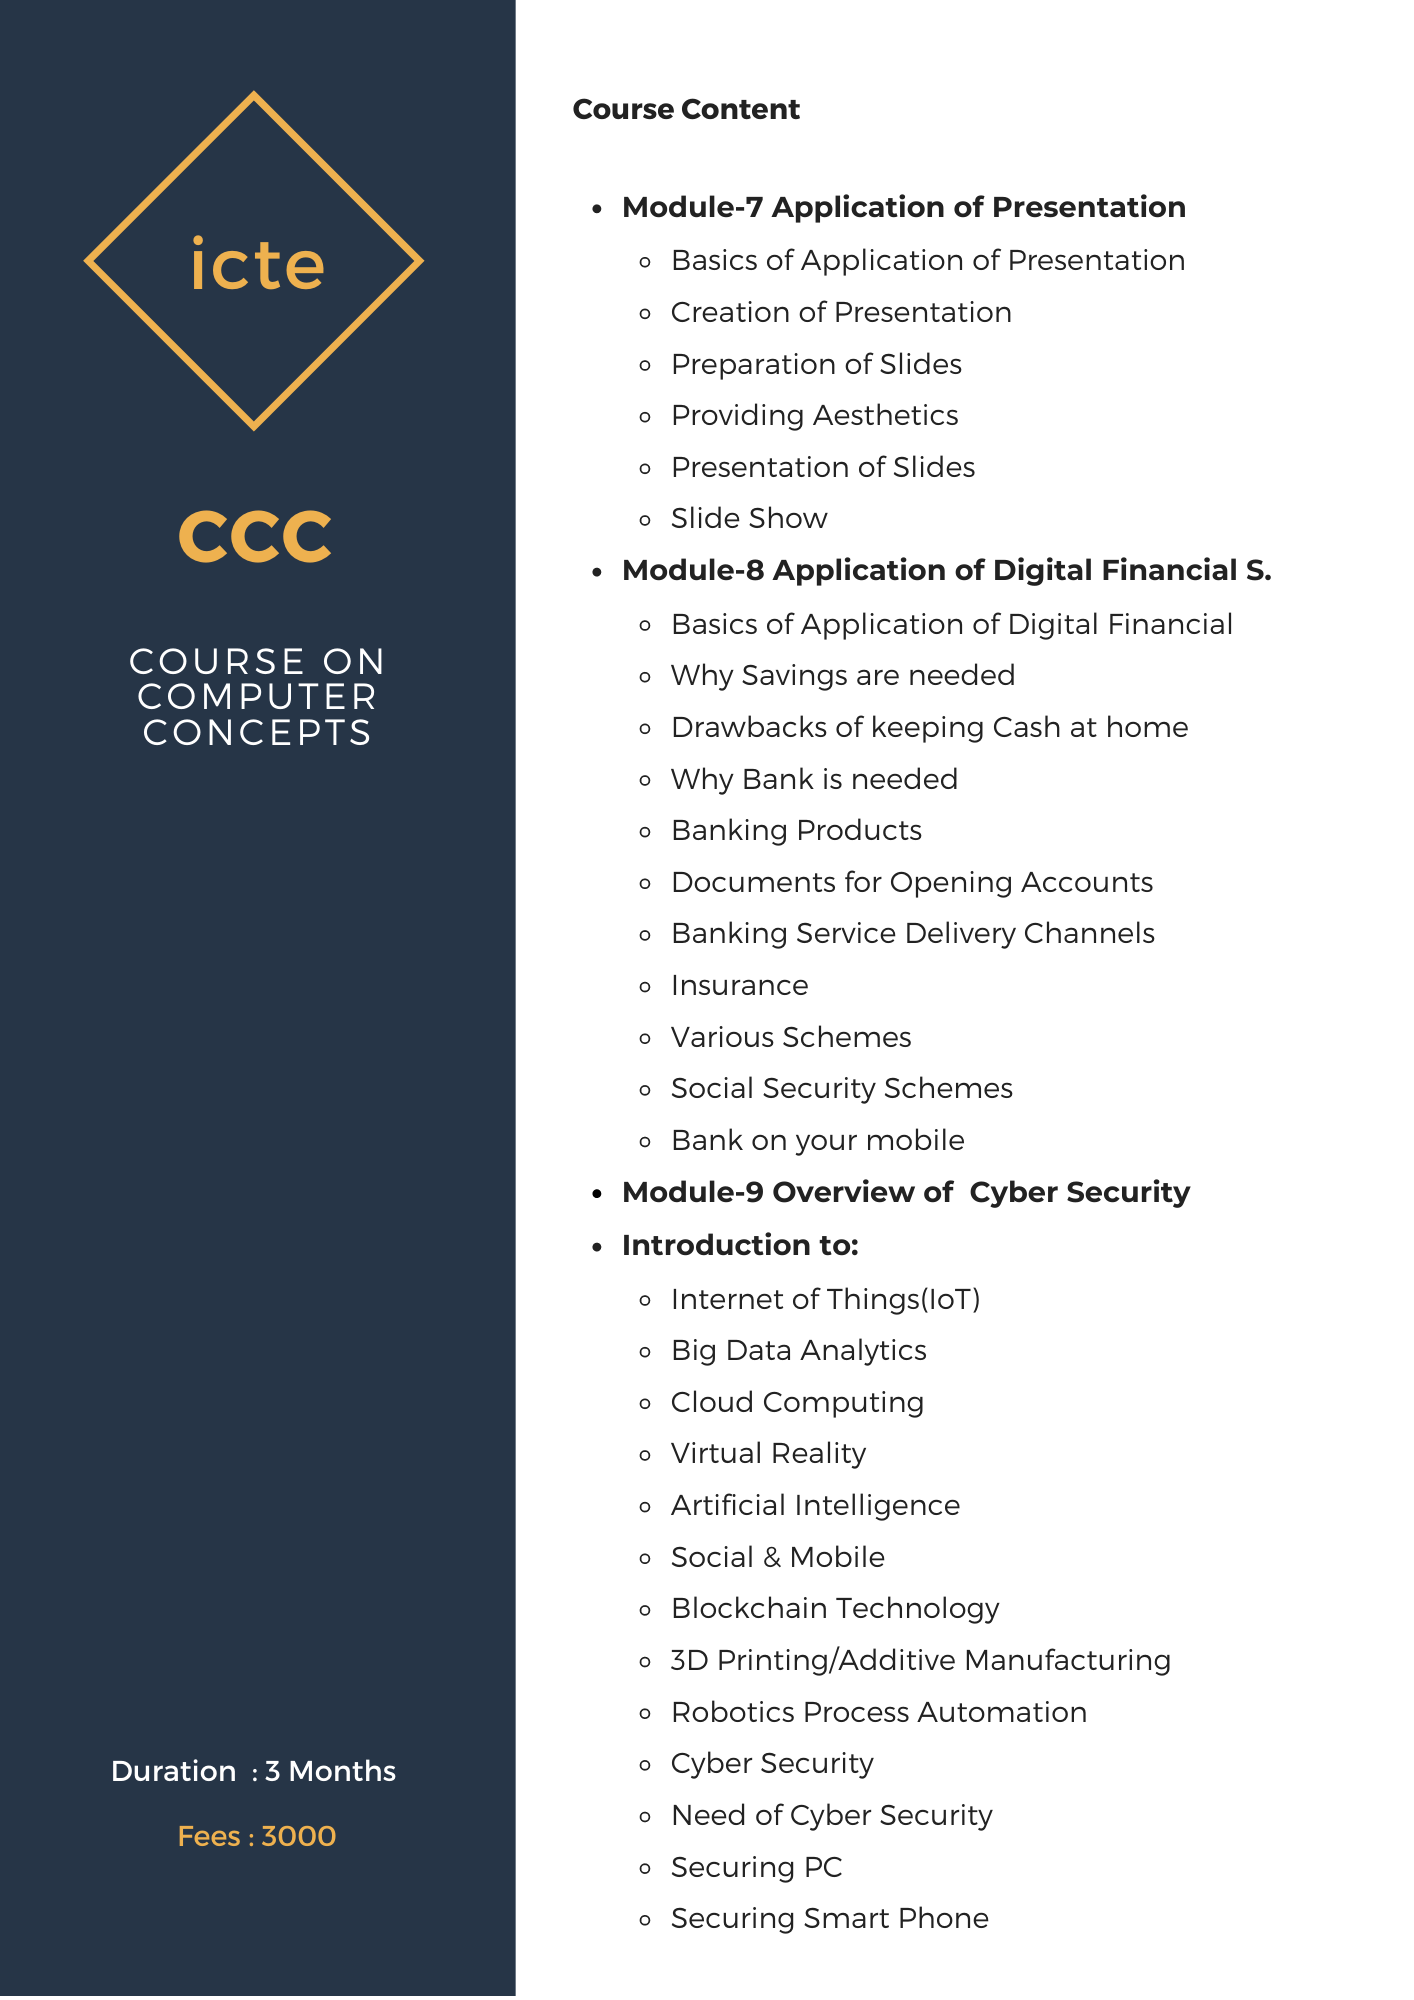 icte
CCC
COURSE ON
COMPUTER
CONCEPTS
Duration : 3 Months
Fees : 3000
Course Content
Module-7 Application of Presentation
Basics of Application of Presentation
Creation of Presentation
Preparation of Slides
Providing Aesthetics
Presentation of Slides
Slide Show
Module-8 Application of Digital Financial S.
Basics of Application of Digital Financial
Why Savings are needed
Drawbacks of keeping Cash at home
Why Bank is needed
Banking Products
Documents for Opening Accounts
Banking Service Delivery Channels
Insurance
Various Schemes
Social Security Schemes
Bank on your mobile
Module-9 Overview of  Cyber Security
Introduction to:
Internet of Things(IoT)
Big Data Analytics
Cloud Computing
Virtual Reality
Artificial Intelligence
Social & Mobile
Blockchain Technology
3D Printing/Additive Manufacturing
Robotics Process Automation
Cyber Security
Need of Cyber Security
Securing PC
Securing Smart Phone